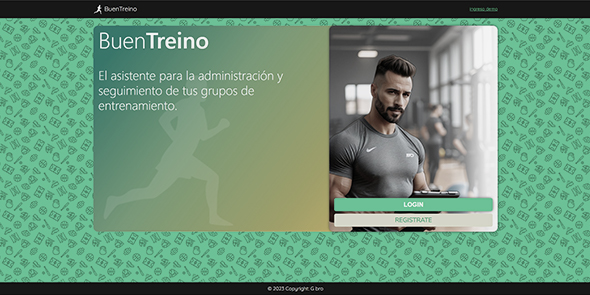 BuenTreino
Ingreso demo
BuenTreino
El asistente para la administración y
seguimiento de tus grupos de
entrenamiento.
LOGIN
REGISTRATE
© 2023 Copyright: G.bro